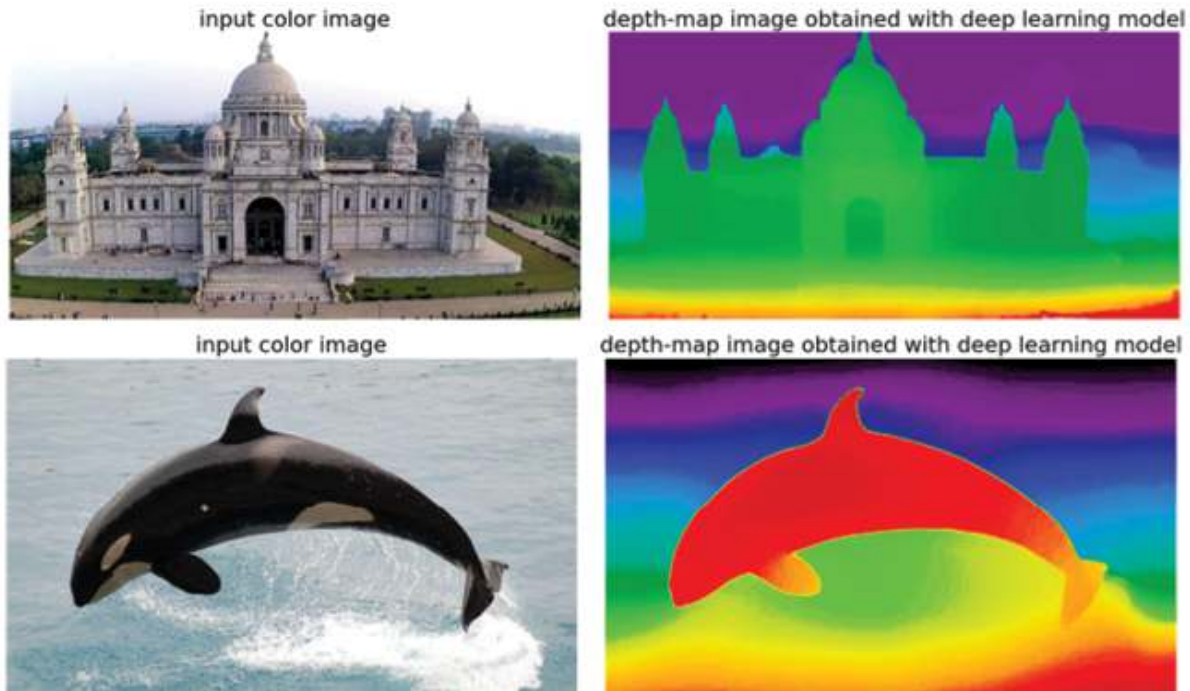 input color image
depth-map image obtained with deep learning model
input color image
depth-map image obtained with deep learning model